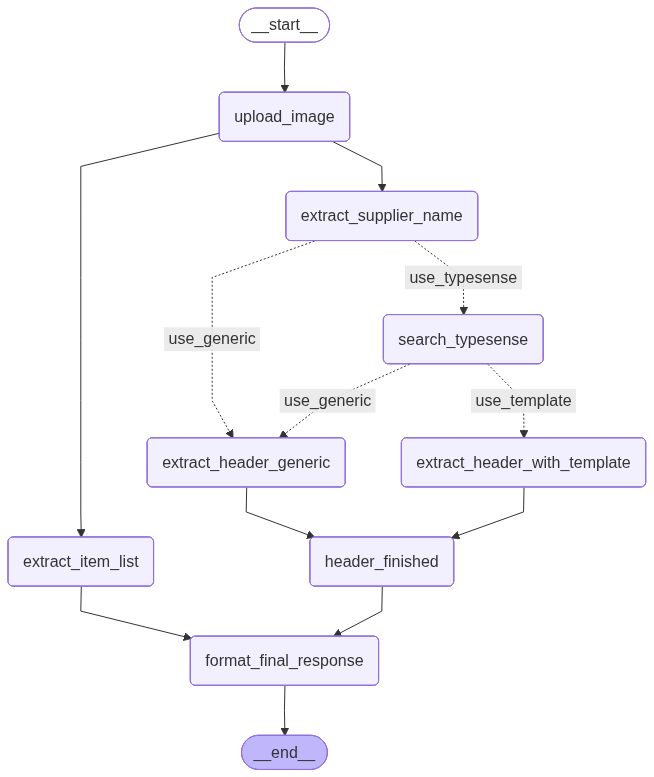 __start__
upload_image
extract_supplier_name
use_typesense
use_generic
search_typesense
use_generic
use_template
extract_header_generic
extract_header_with_template
extract_item_list
header_finished
format_final_response
__end__